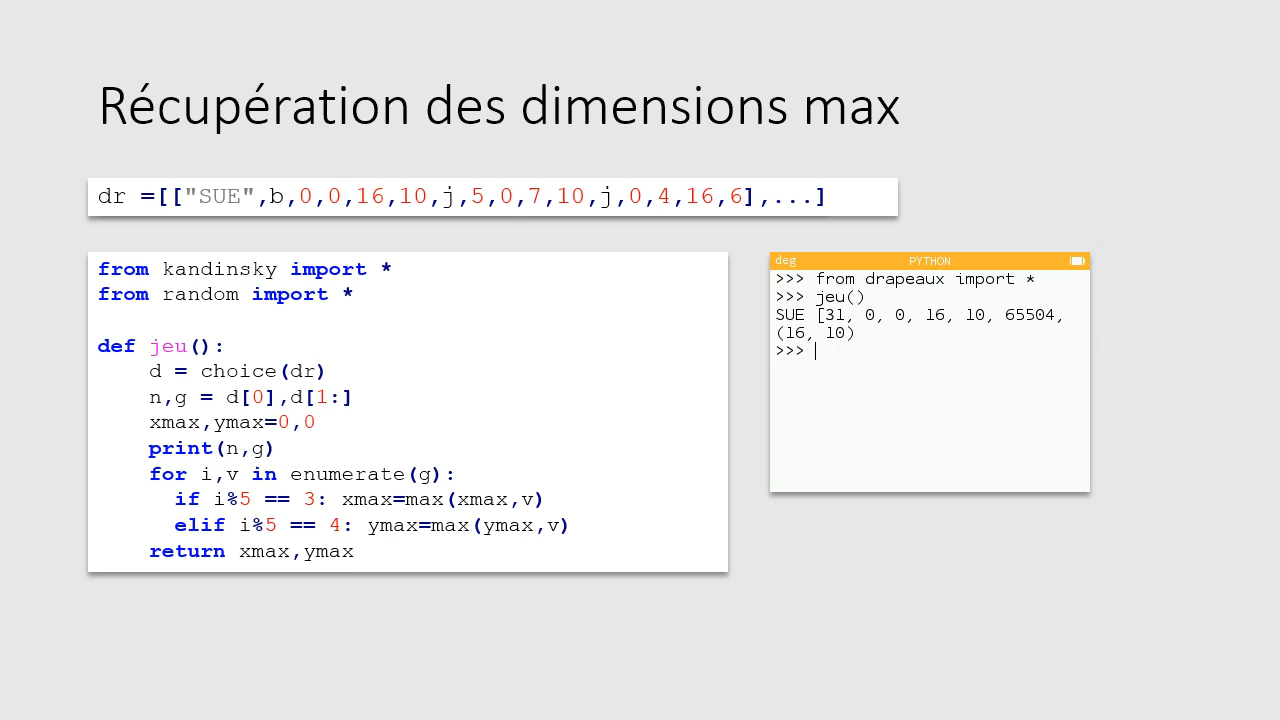 Récupération des dimensions max
dr =[["SUE",b,0,0,16,10,j,5,0,7,10,j,0,4,16,6],...]
from kandinsky import *
from random import *
def jeu():
    d = choice(dr)
    n,g = d[0],d[1:]
    xmax,ymax=0,0
    print(n,g)
    for i,v in enumerate(g):
      if i%5 == 3: xmax=max(xmax,v)
      elif i%5 == 4: ymax=max(ymax,v)
    return xmax,ymax
deg PYTHON
>>> from drapeaux import *
>>> jeu()
SUE [31, 0, 0, 16, 10, 65504,
(16, 10)
>>>